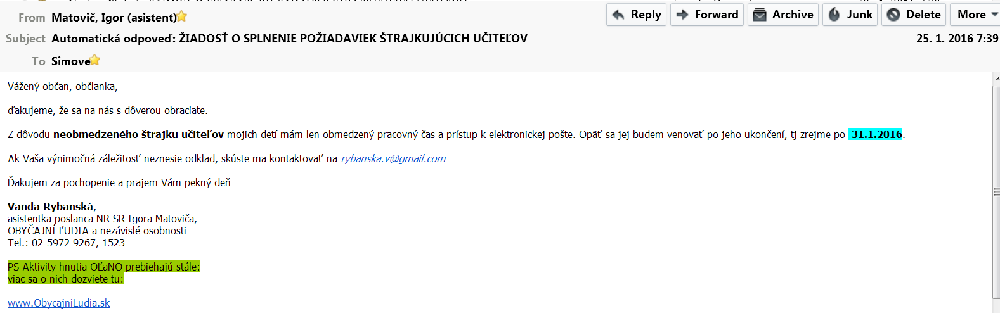 From Matovič, Igor (asistent)
Reply Forward Archive Junk Delete More
Subject Automatická odpoveď: ŽIADOSŤ O SPLNENIE POŽIADAVIEK ŠTRAJKUJÚCICH UČITEĽOV 25. 1. 2016 7:39
To Simove
Vážený občan, občianka,
ďakujeme, že sa na nás s dôverou obraciate.
Z dôvodu neobmedzeného štrajku učiteľov mojich detí mám len obmedzený pracovný čas a prístup k elektronickej pošte. Opäť sa jej budem venovať po jeho ukončení, tj zrejme po 31.1.2016.
Ak Vaša výnimočná záležitosť neznesie odklad, skúste ma kontaktovať na rybanska.v@gmail.com
Ďakujem za pochopenie a prajem Vám pekný deň
Vanda Rybanská,
asistentka poslanca NR SR Igora Matoviča,
OBYČAJNÍ ĽUDIA a nezávislé osobnosti
Tel.: 02-5972 9267, 1523
PS Aktivity hnutia OĽaNO prebiehajú stále:
viac sa o nich dozviete tu:
www.ObycajniLudia.sk